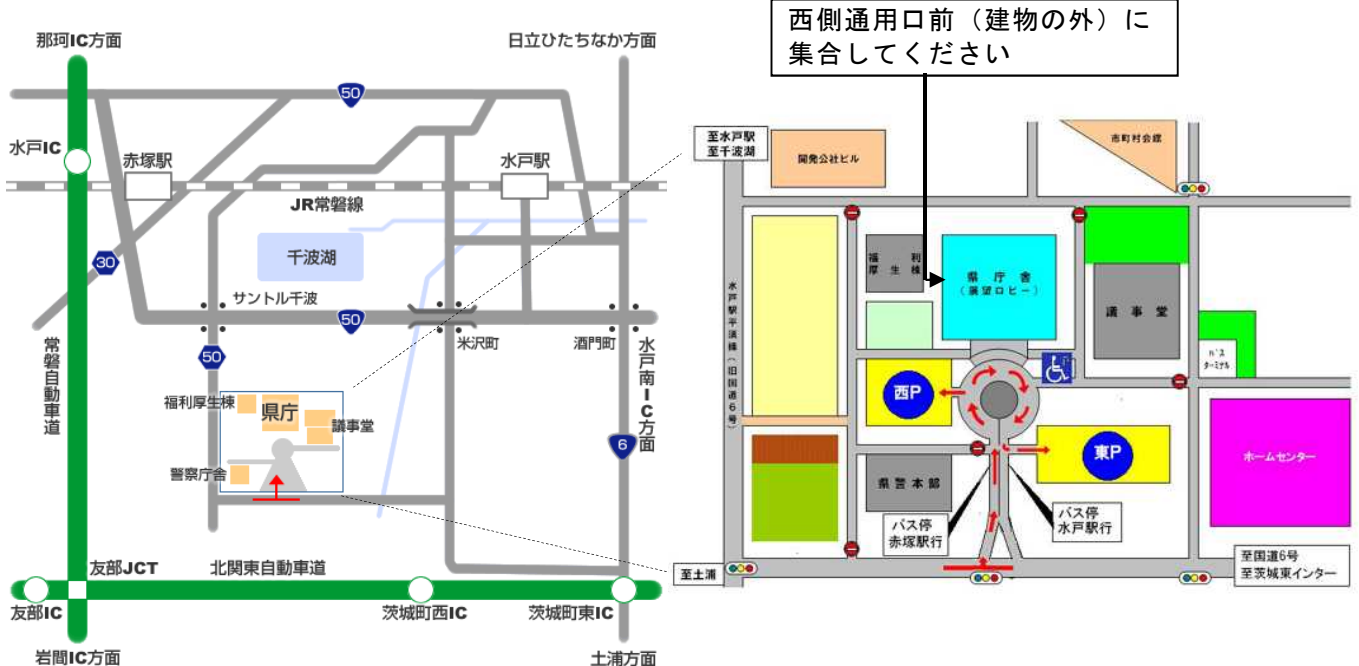 西側通用口前（建物の外）に
集合してください
那珂IC方面
日立ひたちなか方面
50
水戸IC
赤塚駅
水戸駅
JR常磐線
千波湖
30
サントル千波
50
米沢町
酒門町
50
常磐自動車道
水戸南IC方面
福利厚生棟
県庁
議事堂
警察庁舎
6
友部JCT
北関東自動車道
友部IC
茨城町西IC
茨城町東IC
岩間IC方面
土浦方面
至水戸駅
至千波湖
開発公社ビル
市町村会館
福利
厚生棟
県庁舎
（展望ロビー）
議事堂
水戸駅平須線（旧国道6号）
バス
ターミナル
西P
東P
ホームセンター
県警本部
バス停
赤塚駅行
バス停
水戸駅行
至土浦
至国道6号
至茨城東インター